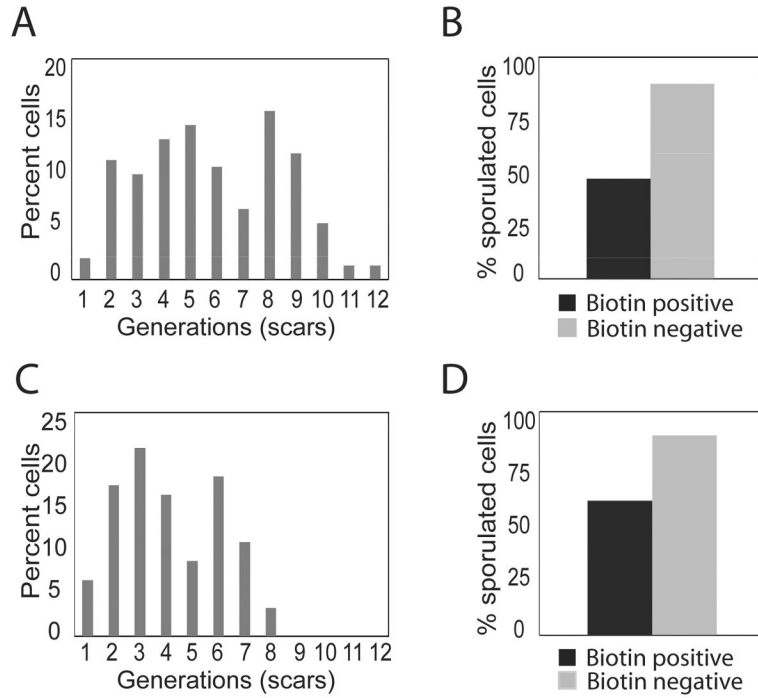 A
Percent cells
20
15
10
5
0
1 2 3 4 5 6 7 8 9 10 11 12
Generations (scars)
B
% sporulated cells
100
75
50
25
0
Biotin positive
Biotin negative
C
Percent cells
25
20
15
10
5
0
1 2 3 4 5 6 7 8 9 10 11 12
Generations (scars)
D
% sporulated cells
100
75
50
25
0
Biotin positive
Biotin negative